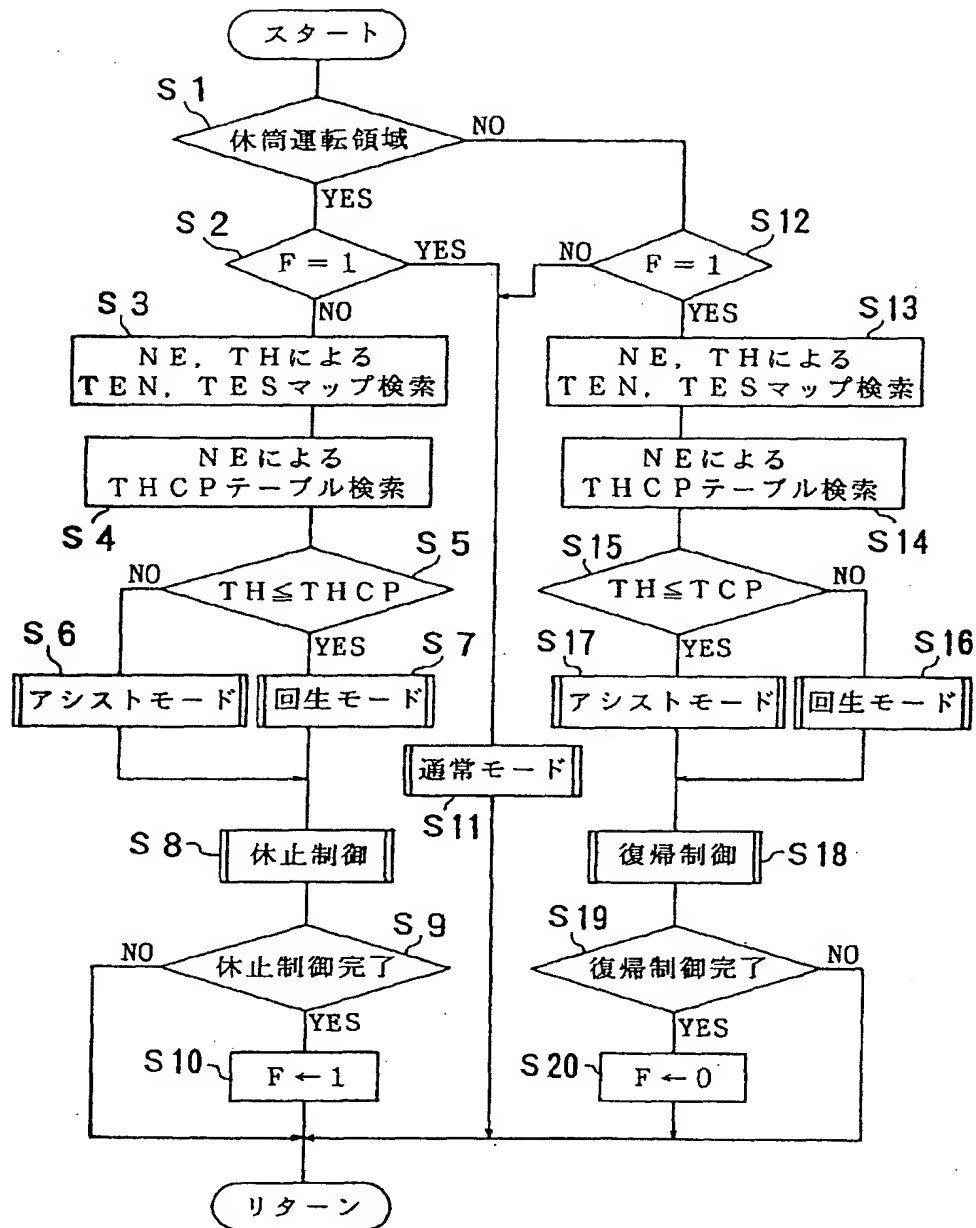 スタート
S1
休筒運転領域
NO
YES
S2
F=1
YES
NO
S12
F=1
NO
YES
S3
NE, THによる
TEN, TESマップ検索
S13
NE, THによる
TEN, TESマップ検索
NEによる
THCPテーブル検索
S4
NEによる
THCPテーブル検索
S14
S5
TH≦THCP
NO
YES
S15
TH≦TCP
NO
YES
S6
アシストモード
S7
回生モード
S17
アシストモード
S16
回生モード
通常モード
S11
S8
休止制御
復帰制御
S18
S9
休止制御完了
NO
YES
S19
復帰制御完了
NO
YES
S10
F←1
S20
F←0
リターン